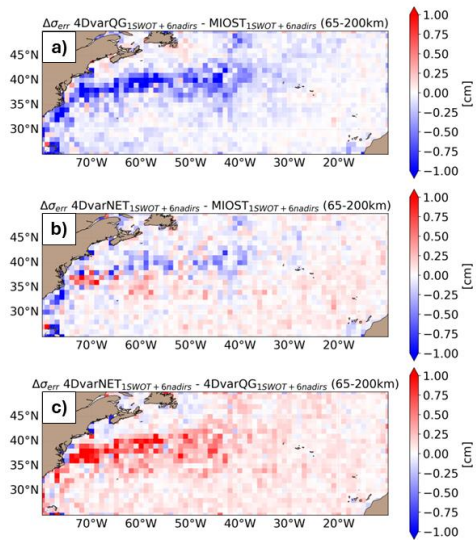 Δσerr 4DvarQG1SWOT+6nadirs - MIOST1SWOT+6nadirs (65-200km)
a)
45°N
40°N
35°N
30°N
70°W 60°W 50°W 40°W 30°W 20°W
1.00
0.75
0.50
0.25
0.00
−0.25
−0.50
−0.75
−1.00
[cm]
Δσerr 4DvarNET1SWOT+6nadirs - MIOST1SWOT+6nadirs (65-200km)
b)
45°N
40°N
35°N
30°N
70°W 60°W 50°W 40°W 30°W 20°W
1.00
0.75
0.50
0.25
0.00
−0.25
−0.50
−0.75
−1.00
[cm]
Δσerr 4DvarNET1SWOT+6nadirs - 4DvarQG1SWOT+6nadirs (65-200km)
c)
45°N
40°N
35°N
30°N
70°W 60°W 50°W 40°W 30°W 20°W
1.00
0.75
0.50
0.25
0.00
−0.25
−0.50
−0.75
−1.00
[cm]